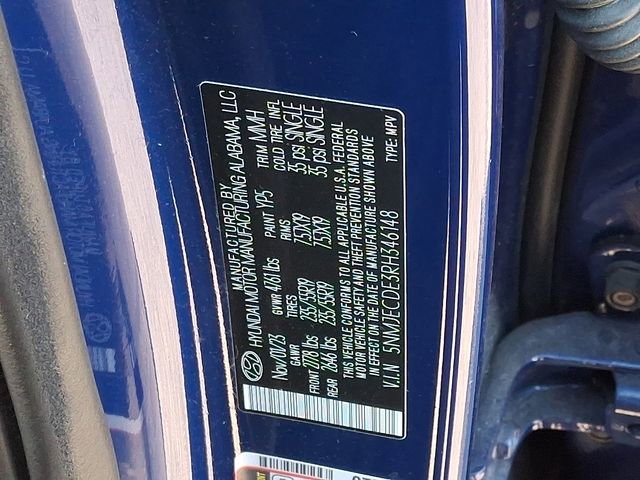 MANUFACTURED BY
HYUNDAI MOTOR MANUFACTURING ALABAMA, LLC
Nov/01/23 GVWR 4781 lbs PAINT YP5 TRIM MMH
GAWR TIRES RIMS COLD TIRE INFL
FRONT 2778 lbs 235/55R19 7.5JX19 35 psi SINGLE
REAR 2646 lbs 235/55R19 7.5JX19 35 psi SINGLE
THIS VEHICLE CONFORMS TO ALL APPLICABLE U.S.A. FEDERAL
MOTOR VEHICLE SAFETY AND THEFT PREVENTION STANDARDS
IN EFFECT ON THE DATE OF MANUFACTURE SHOWN ABOVE
V.I.N 5NMJECDE3RH346148 TYPE: MPV